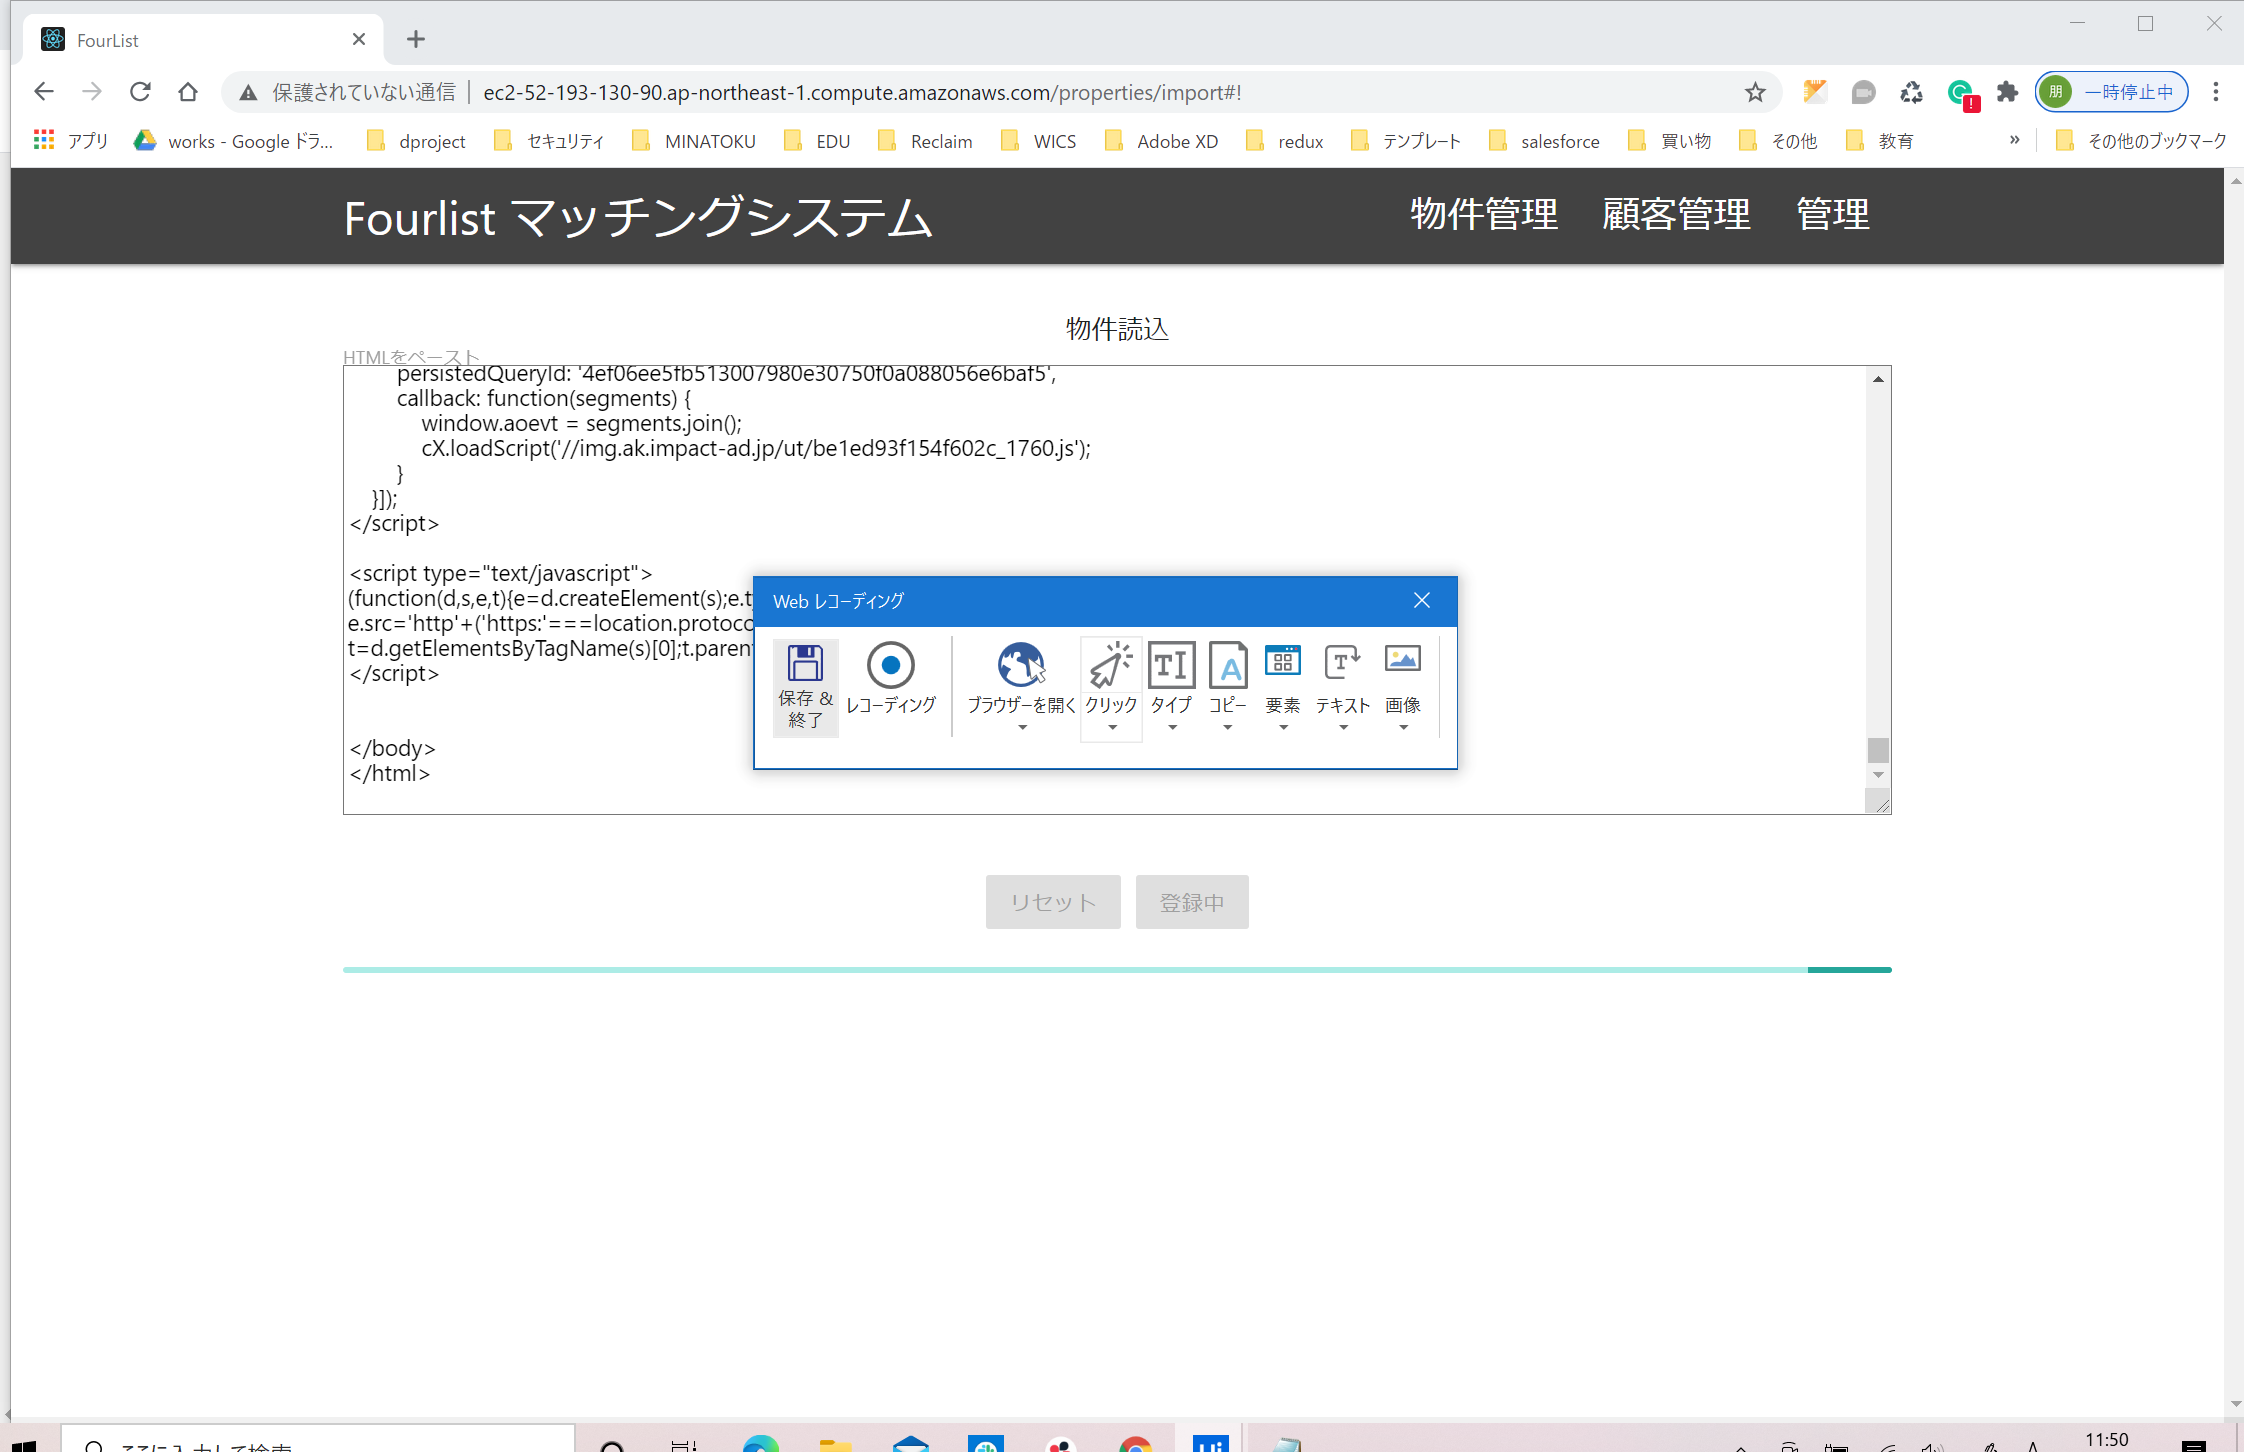 FourList
保護されていない通信 | ec2-52-193-130-90.ap-northeast-1.compute.amazonaws.com/properties/import#!
朋 一時停止中
アプリ works - Google ドラ... dproject セキュリティ MINATOKU EDU Reclaim WICS Adobe XD redux テンプレート salesforce 買い物 その他 教育 » その他のブックマーク
Fourlist マッチングシステム 物件管理 顧客管理 管理
物件読込
HTMLをペースト
persistedQueryId: '4ef06ee5fb513007980e30750f0a088056e6baf5',
callback: function(segments) {
window.aoevt = segments.join();
cX.loadScript('//img.ak.impact-ad.jp/ut/be1ed93f154f602c_1760.js');
}
}]);
</script>
<script type="text/javascript">
(function(d,s,e,t){e=d.createElement(s);e.t
e.src='http'+('https:'===location.protoco
t=d.getElementsByTagName(s)[0];t.paren
</script>
</body>
</html>
Web レコーディング
保存 & 終了 レコーディング ブラウザーを開く クリック タイプ コピー 要素 テキスト 画像
リセット 登録中
ここに入力して検索
11:50